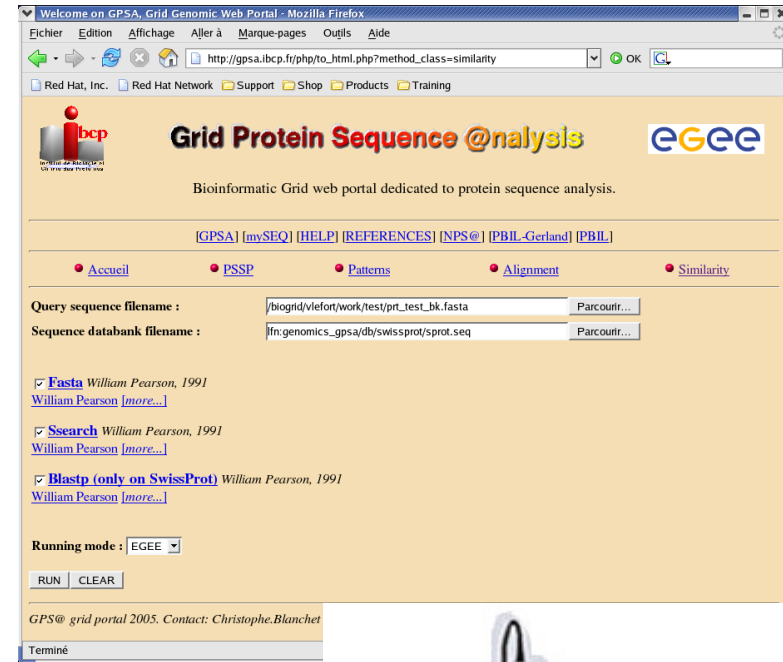 Welcome on GPSA, Grid Genomic Web Portal - Mozilla Firefox
Fichier Edition Affichage Aller à Marque-pages Outils Aide
http://gpsa.ibcp.fr/php/to_html.php?method_class=similarity OK G
Red Hat, Inc. Red Hat Network Support Shop Products Training
ibcp
Grid Protein Sequence @nalysis
egee
Bioinformatic Grid web portal dedicated to protein sequence analysis.
[GPSA] [mySEQ] [HELP] [REFERENCES] [NPS@] [PBIL-Gerland] [PBIL]
Accueil PSSP Patterns Alignment Similarity
Query sequence filename : /biogrid/vlefort/work/test/prt_test_bk.fasta Parcourir...
Sequence databank filename : lfn:genomics_gpsa/db/swissprot/sprot.seq Parcourir...
Fasta William Pearson, 1991
William Pearson [more...]
Ssearch William Pearson, 1991
William Pearson [more...]
Blastp (only on SwissProt) William Pearson, 1991
William Pearson [more...]
Running mode : EGEE
RUN CLEAR
GPS@ grid portal 2005. Contact: Christophe.Blanchet
Terminé